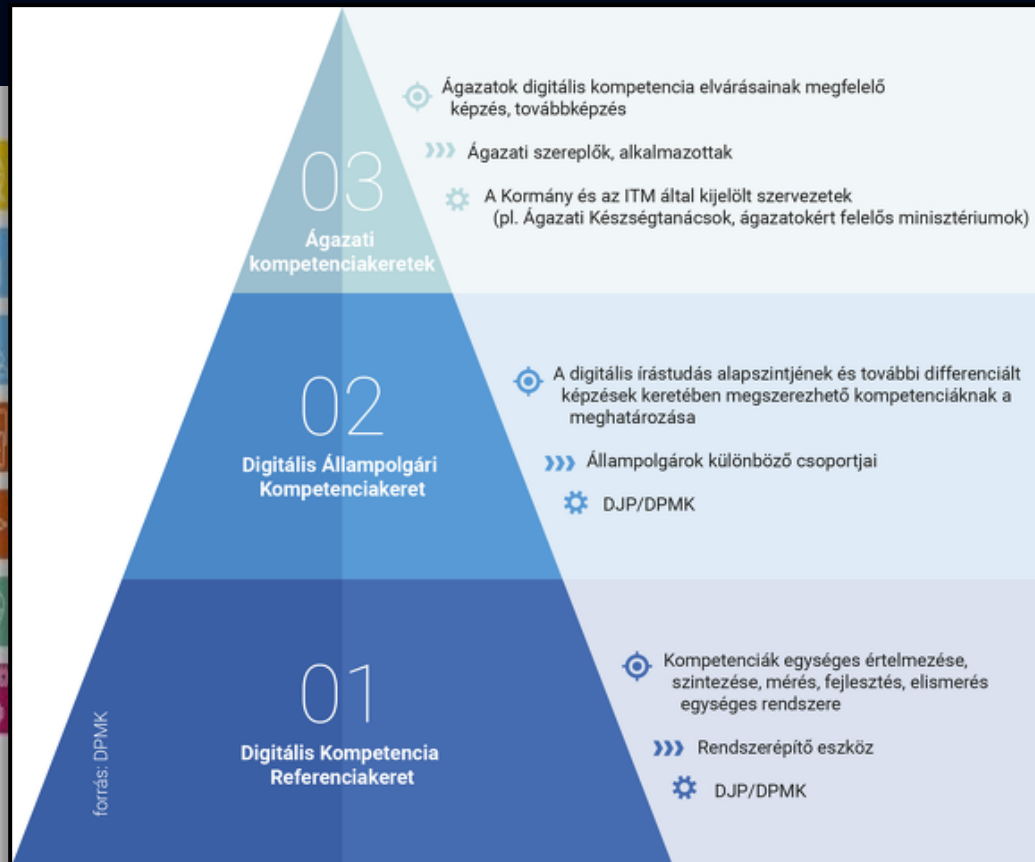 Ágazatok digitális kompetencia elvárásainak megfelelő
képzés, továbbképzés
Ágazati szereplők, alkalmazottak
A Kormány és az ITM által kijelölt szervezetek
(pl. Ágazati Készségtanácsok, ágazatokért felelős minisztériumok)
03
Ágazati
kompetenciakeretek
A digitális írástudás alapszintjének és további differenciált
képzések keretében megszerezhető kompetenciáknak a
meghatározása
Állampolgárok különböző csoportjai
DJP/DPMK
02
Digitális Állampolgári
Kompetenciakeret
Kompetenciák egységes értelmezése,
szintezése, mérés, fejlesztés, elismerés
egységes rendszere
Rendszerépítő eszköz
DJP/DPMK
01
Digitális Kompetencia
Referenciakeret
forrás: DPMK